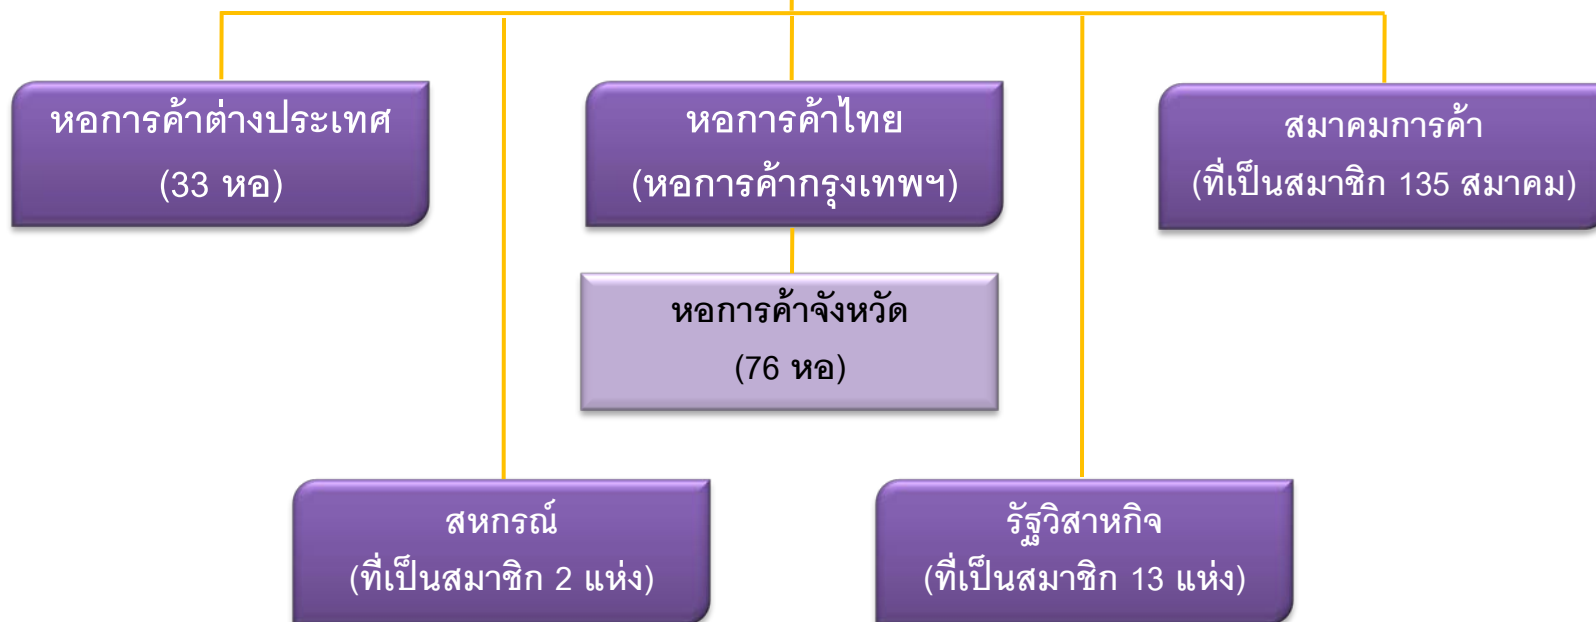 หอการค้าต่างประเทศ
(33 หอ)
หอการค้าไทย
(หอการค้ากรุงเทพฯ)
สมาคมการค้า
(ที่เป็นสมาชิก 135 สมาคม)
หอการค้าจังหวัด
(76 หอ)
สหกรณ์
(ที่เป็นสมาชิก 2 แห่ง)
รัฐวิสาหกิจ
(ที่เป็นสมาชิก 13 แห่ง)